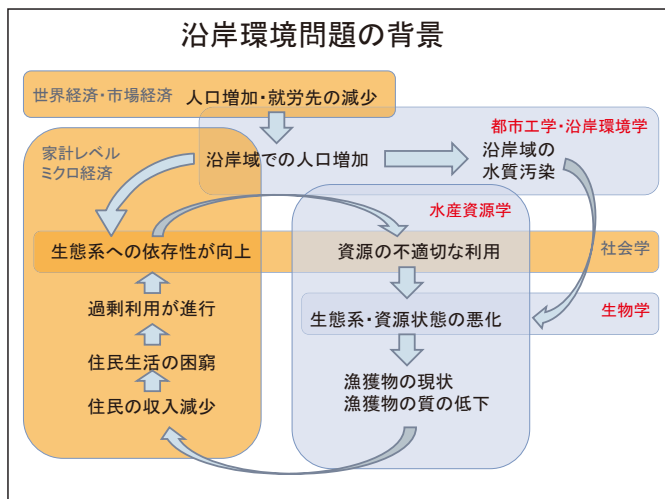 沿岸環境問題の背景
世界経済・市場経済
人口増加・就労先の減少
都市工学・沿岸環境学
家計レベル
ミクロ経済
沿岸域での人口増加
沿岸域の
水質汚染
水産資源学
生態系への依存性が向上
資源の不適切な利用
社会学
過剰利用が進行
生態系・資源状態の悪化
生物学
住民生活の困窮
漁獲物の現状
漁獲物の質の低下
住民の収入減少